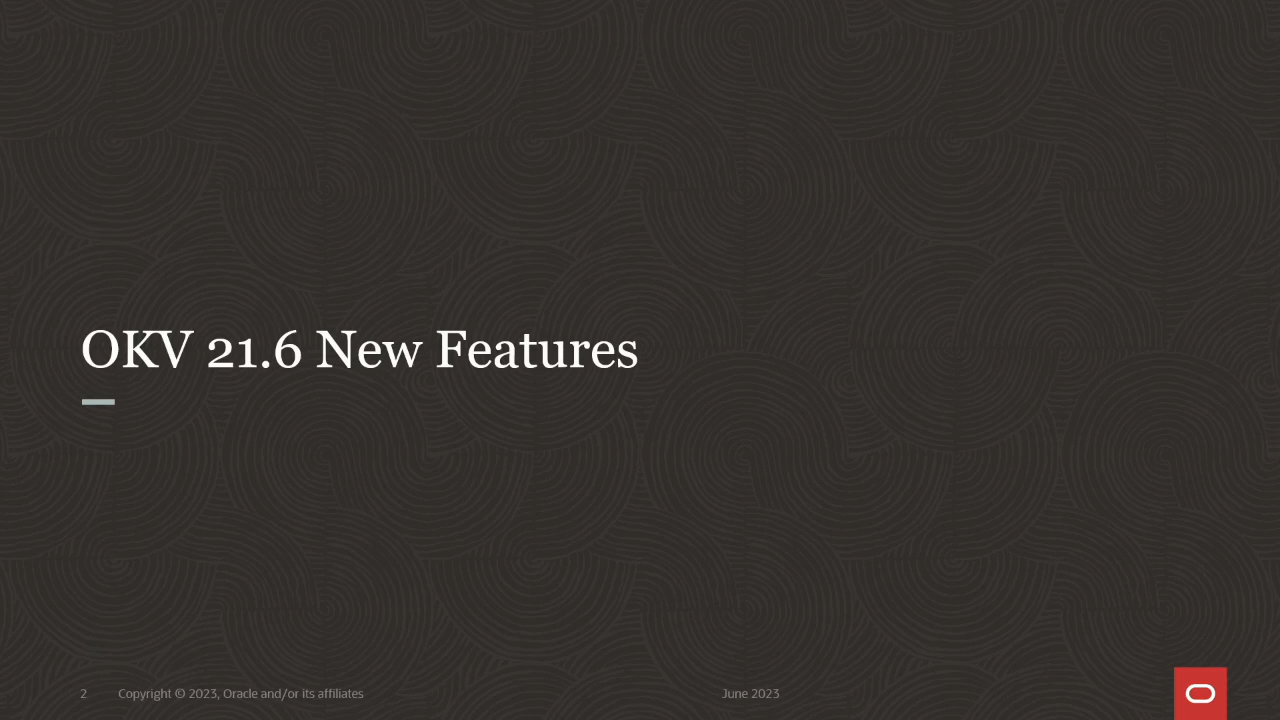 OKV 21.6 New Features
2 Copyright © 2023, Oracle and/or its affiliates June 2023